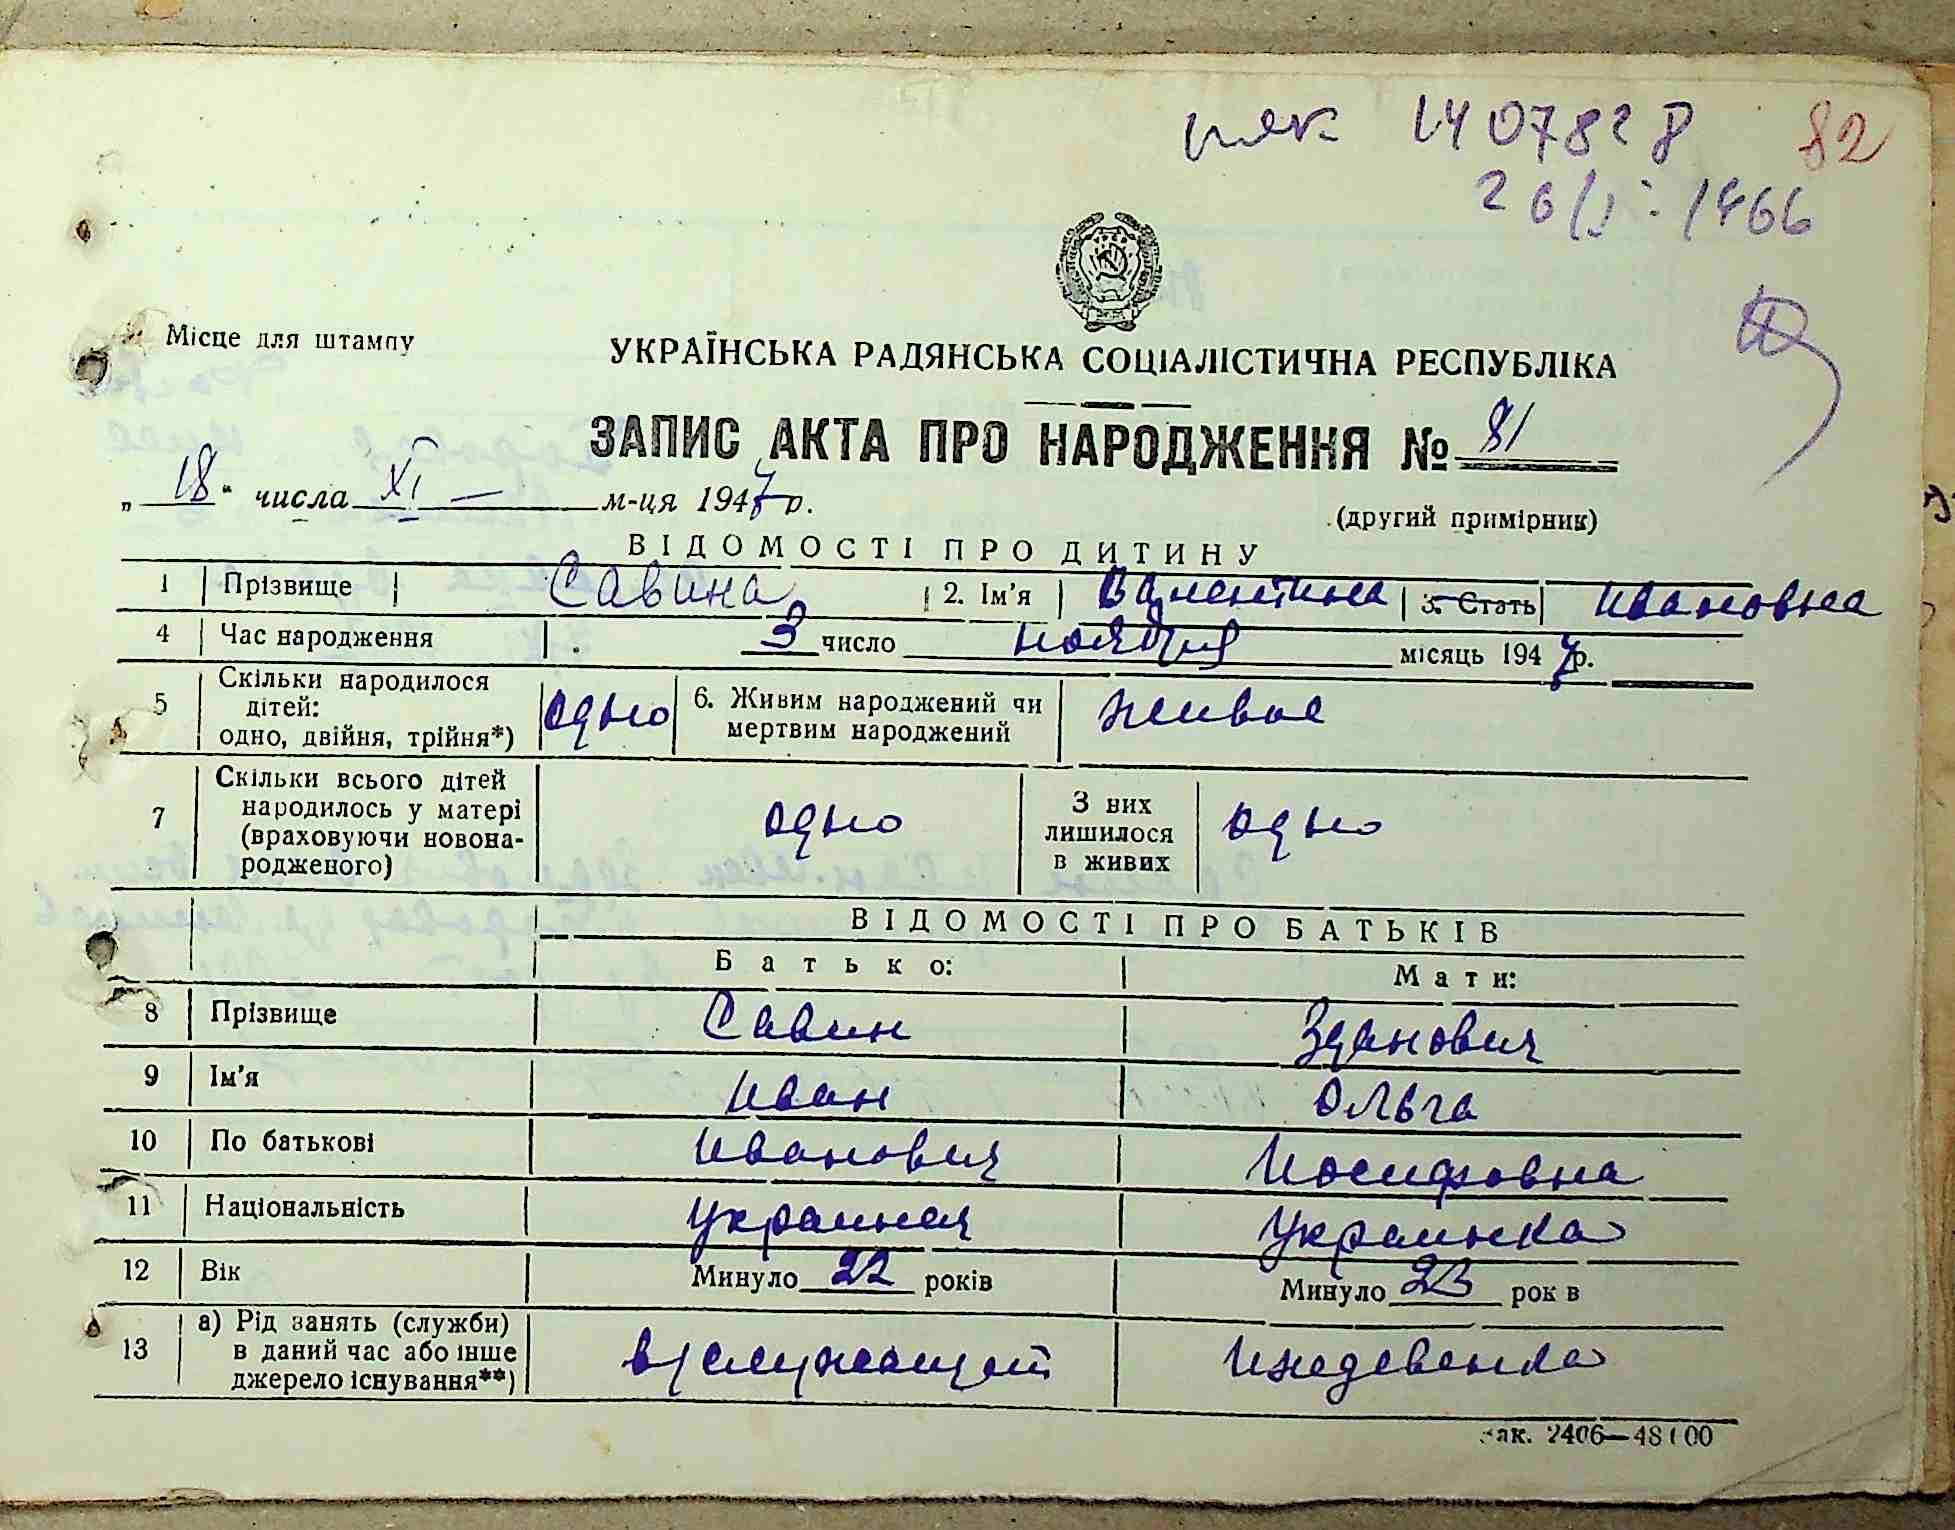 1407828 82
1966
Місце для штампу
УКРАЇНСЬКА РАДЯНСЬКА СОЦІАЛІСТИЧНА РЕСПУБЛІКА
ЗАПИС АКТА ПРО НАРОДЖЕННЯ № 81
„18“ числа XI м-ця 1947 р.
(другий примірник)
ВІДОМОСТІ ПРО ДИТИНУ
1 Прізвище Савина 2. Ім'я Валентина 3. Стать Ивановна
4 Час народження 3 число ноября місяць 1947 р.
5 Скільки народилося дітей: одно, двійня, трійня*) одно 6. Живим народжений чи мертвим народжений живое
7 Скільки всього дітей народилось у матері (враховуючи новонародженого) одно З них лишилося в живих одно
ВІДОМОСТІ ПРО БАТЬКІВ
Батько: Мати:
8 Прізвище Савин Зданович
9 Ім'я Иван Ольга
10 По батькові Иванович Иосифовна
11 Національність украинец украинка
12 Вік Минуло 22 років Минуло 23 рок в
13 а) Рід занять (служби) в даний час або інше джерело існування**) в/служащий иждевенка
зак. 2406—48100